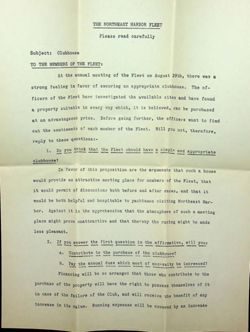 THE NORTHEAST HARBOR FLEET
Please read carefully
Subject: Clubhouse
TO THE MEMBERS OF THE FLEET:
At the annual meeting of the Fleet on August 29th, there was
a strong feeling in favor of securing an appropriate clubhouse. The of-
ficers of the Fleet have investigated the available sites and have found
a property suitable in every way which, it is believed, can be purchased
at an advantageous price. Before going further, the officers want to find
out the sentiment of each member of the Fleet. Will you not, therefore,
reply to these questions:
1. Do you think that the Fleet should have a simple and appropriate
clubhouse?
In favor of this proposition are the arguments that such a house
would provide an attractive meeting place for members of the Fleet, that
it would permit of discussions both before and after races, and that it
would be both helpful and hospitable to yachtsmen visiting Northeast Har-
bor. Against it is the apprehension that the atmosphere of such a meeting
place might prove unattractive and that thereby the racing might be made
less pleasant.
2. If you answer the first question in the affirmative, will you:
a. Contribute to the purchase of the clubhouse?
b. Pay the annual dues which must of necessity be increased?
Financing will be so arranged that those who contribute to the
purchase of the property will have the right to possess themselves of it
in case of the failure of the Club, and will receive the benefit of any
increase in its value. Running expenses will be covered by an increase